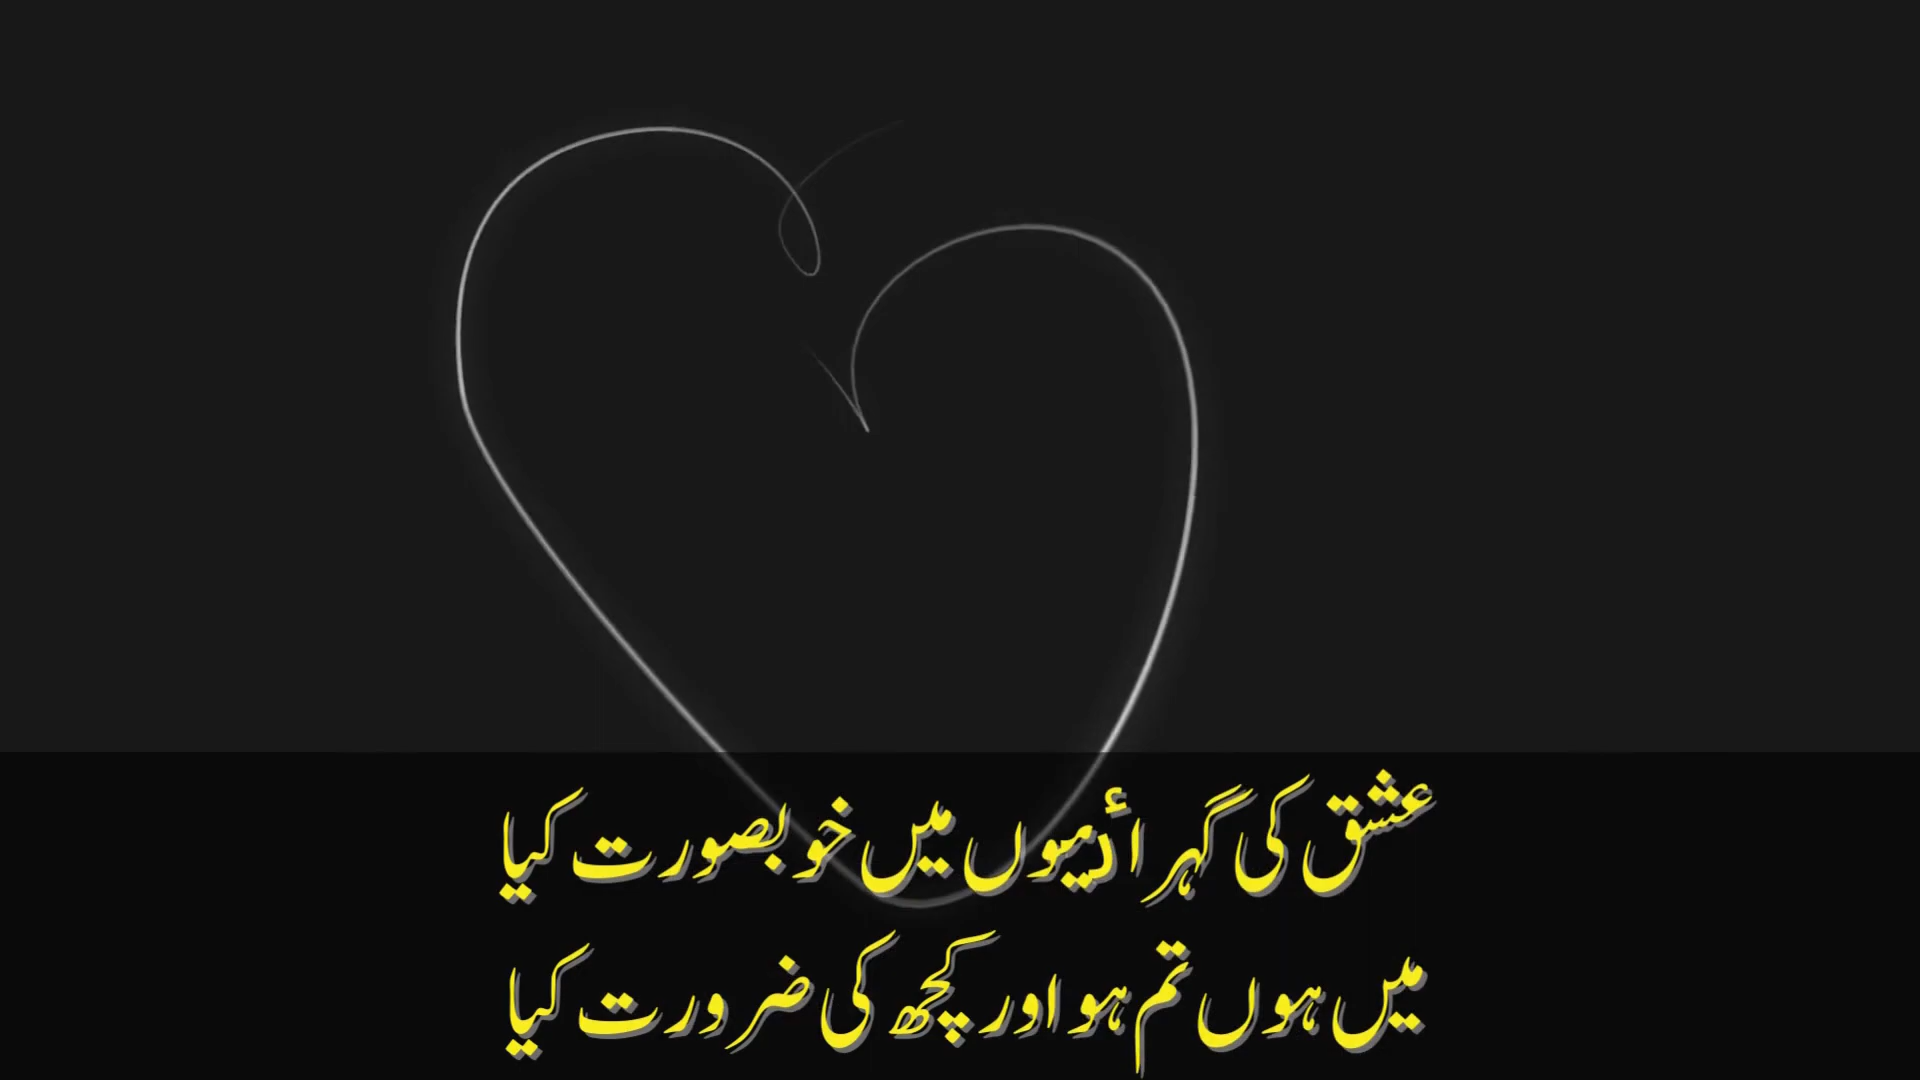 عشق کی گہرائیوں میں خوبصورت کیا
میں ہوں تم ہو اور کچھ کی ضرورت کیا